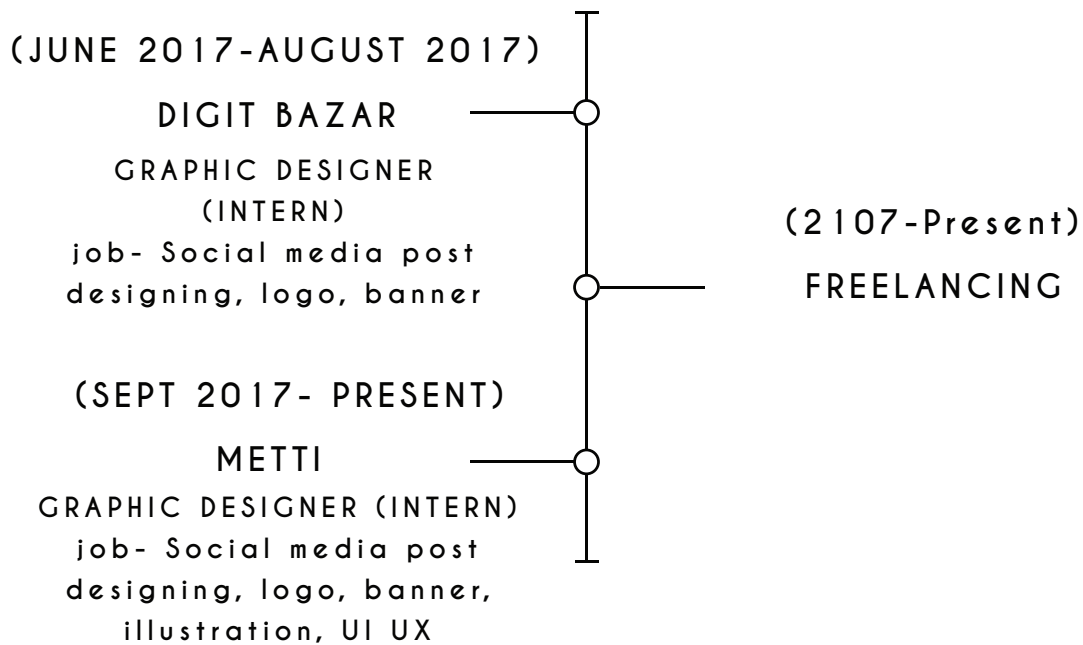 (JUNE 2017-AUGUST 2017)
DIGIT BAZAR
GRAPHIC DESIGNER
(INTERN)
job- Social media post
designing, logo, banner
(2107-Present)
FREELANCING
(SEPT 2017- PRESENT)
METTI
GRAPHIC DESIGNER (INTERN)
job- Social media post
designing, logo, banner,
illustration, UI UX